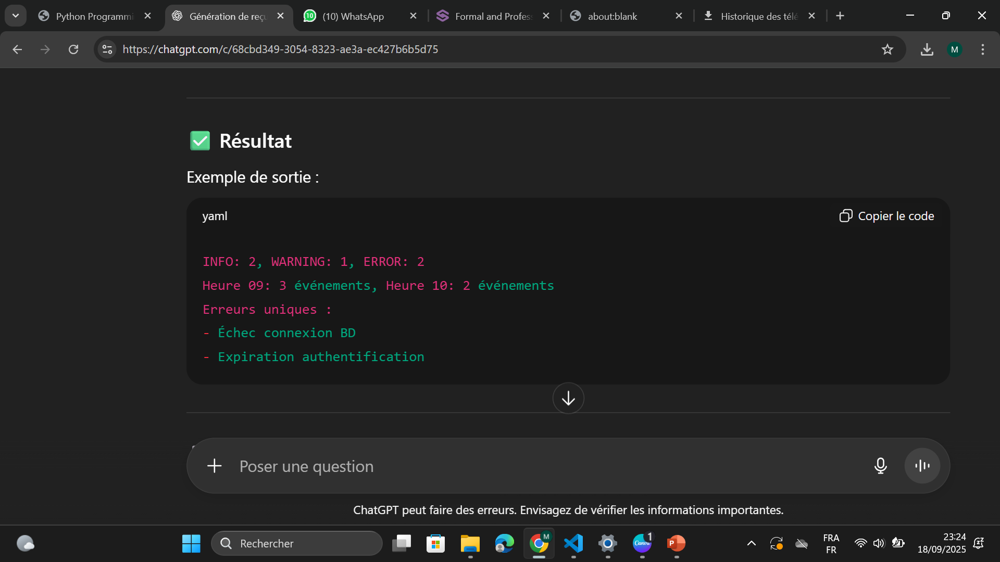 Python Programmi
Génération de reçu
(10) WhatsApp
Formal and Profess
about:blank
Historique des télé
https://chatgpt.com/c/68cbd349-3054-8323-ae3a-ec427b6b5d75
M
Résultat
Exemple de sortie :
yaml
Copier le code
INFO: 2, WARNING: 1, ERROR: 2
Heure 09: 3 événements, Heure 10: 2 événements
Erreurs uniques :
- Échec connexion BD
- Expiration authentification
Poser une question
ChatGPT peut faire des erreurs. Envisagez de vérifier les informations importantes.
Rechercher
M
Canva
1
P
FRA
FR
23:24
18/09/2025